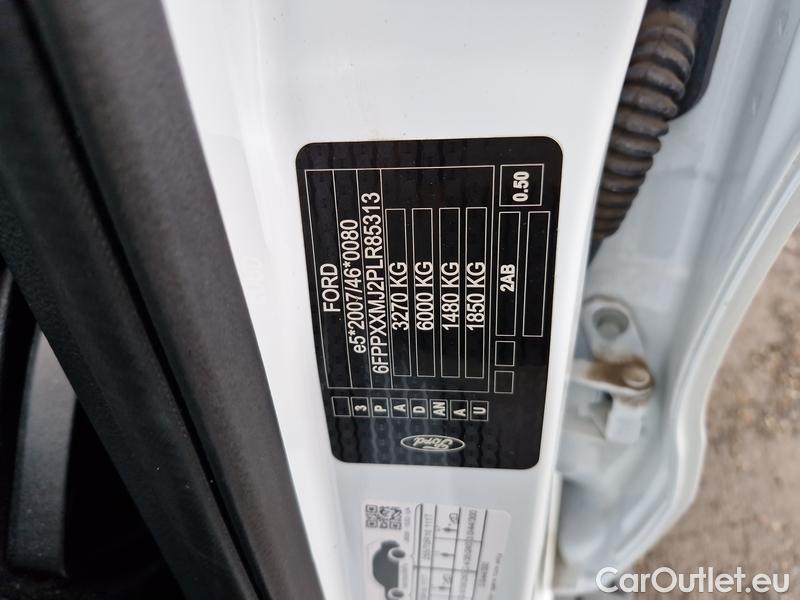 FORD
e5*2007/46*0080
6FPPXXMJ2PLR85313
3270 KG
6000 KG
1480 KG
1850 KG
2AB
0.50
3
P
A
D
AN
A
U
Ford
CarOutlet.eu